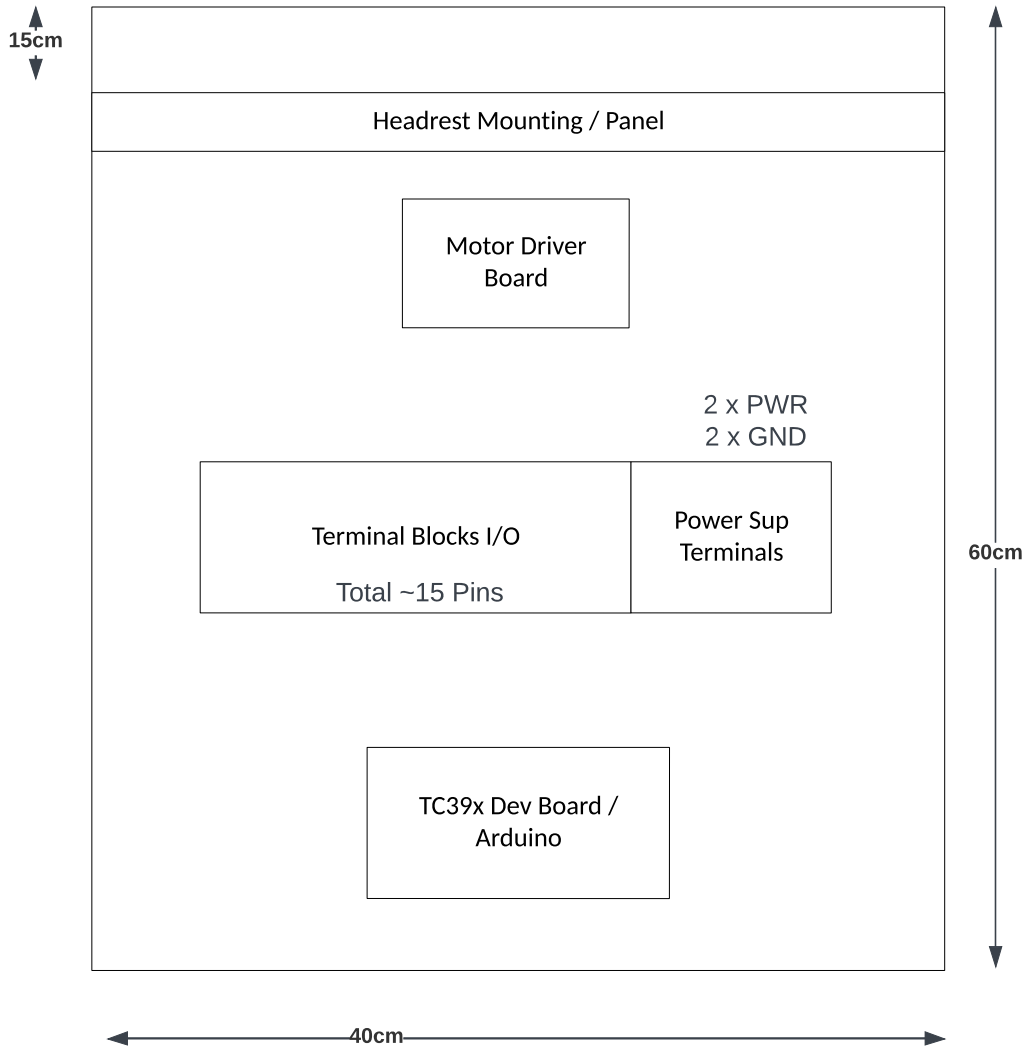 15cm
Headrest Mounting / Panel
Motor Driver
Board
2 x PWR
2 x GND
Terminal Blocks I/O
Total ~15 Pins
Power Sup
Terminals
60cm
TC39x Dev Board /
Arduino
40cm